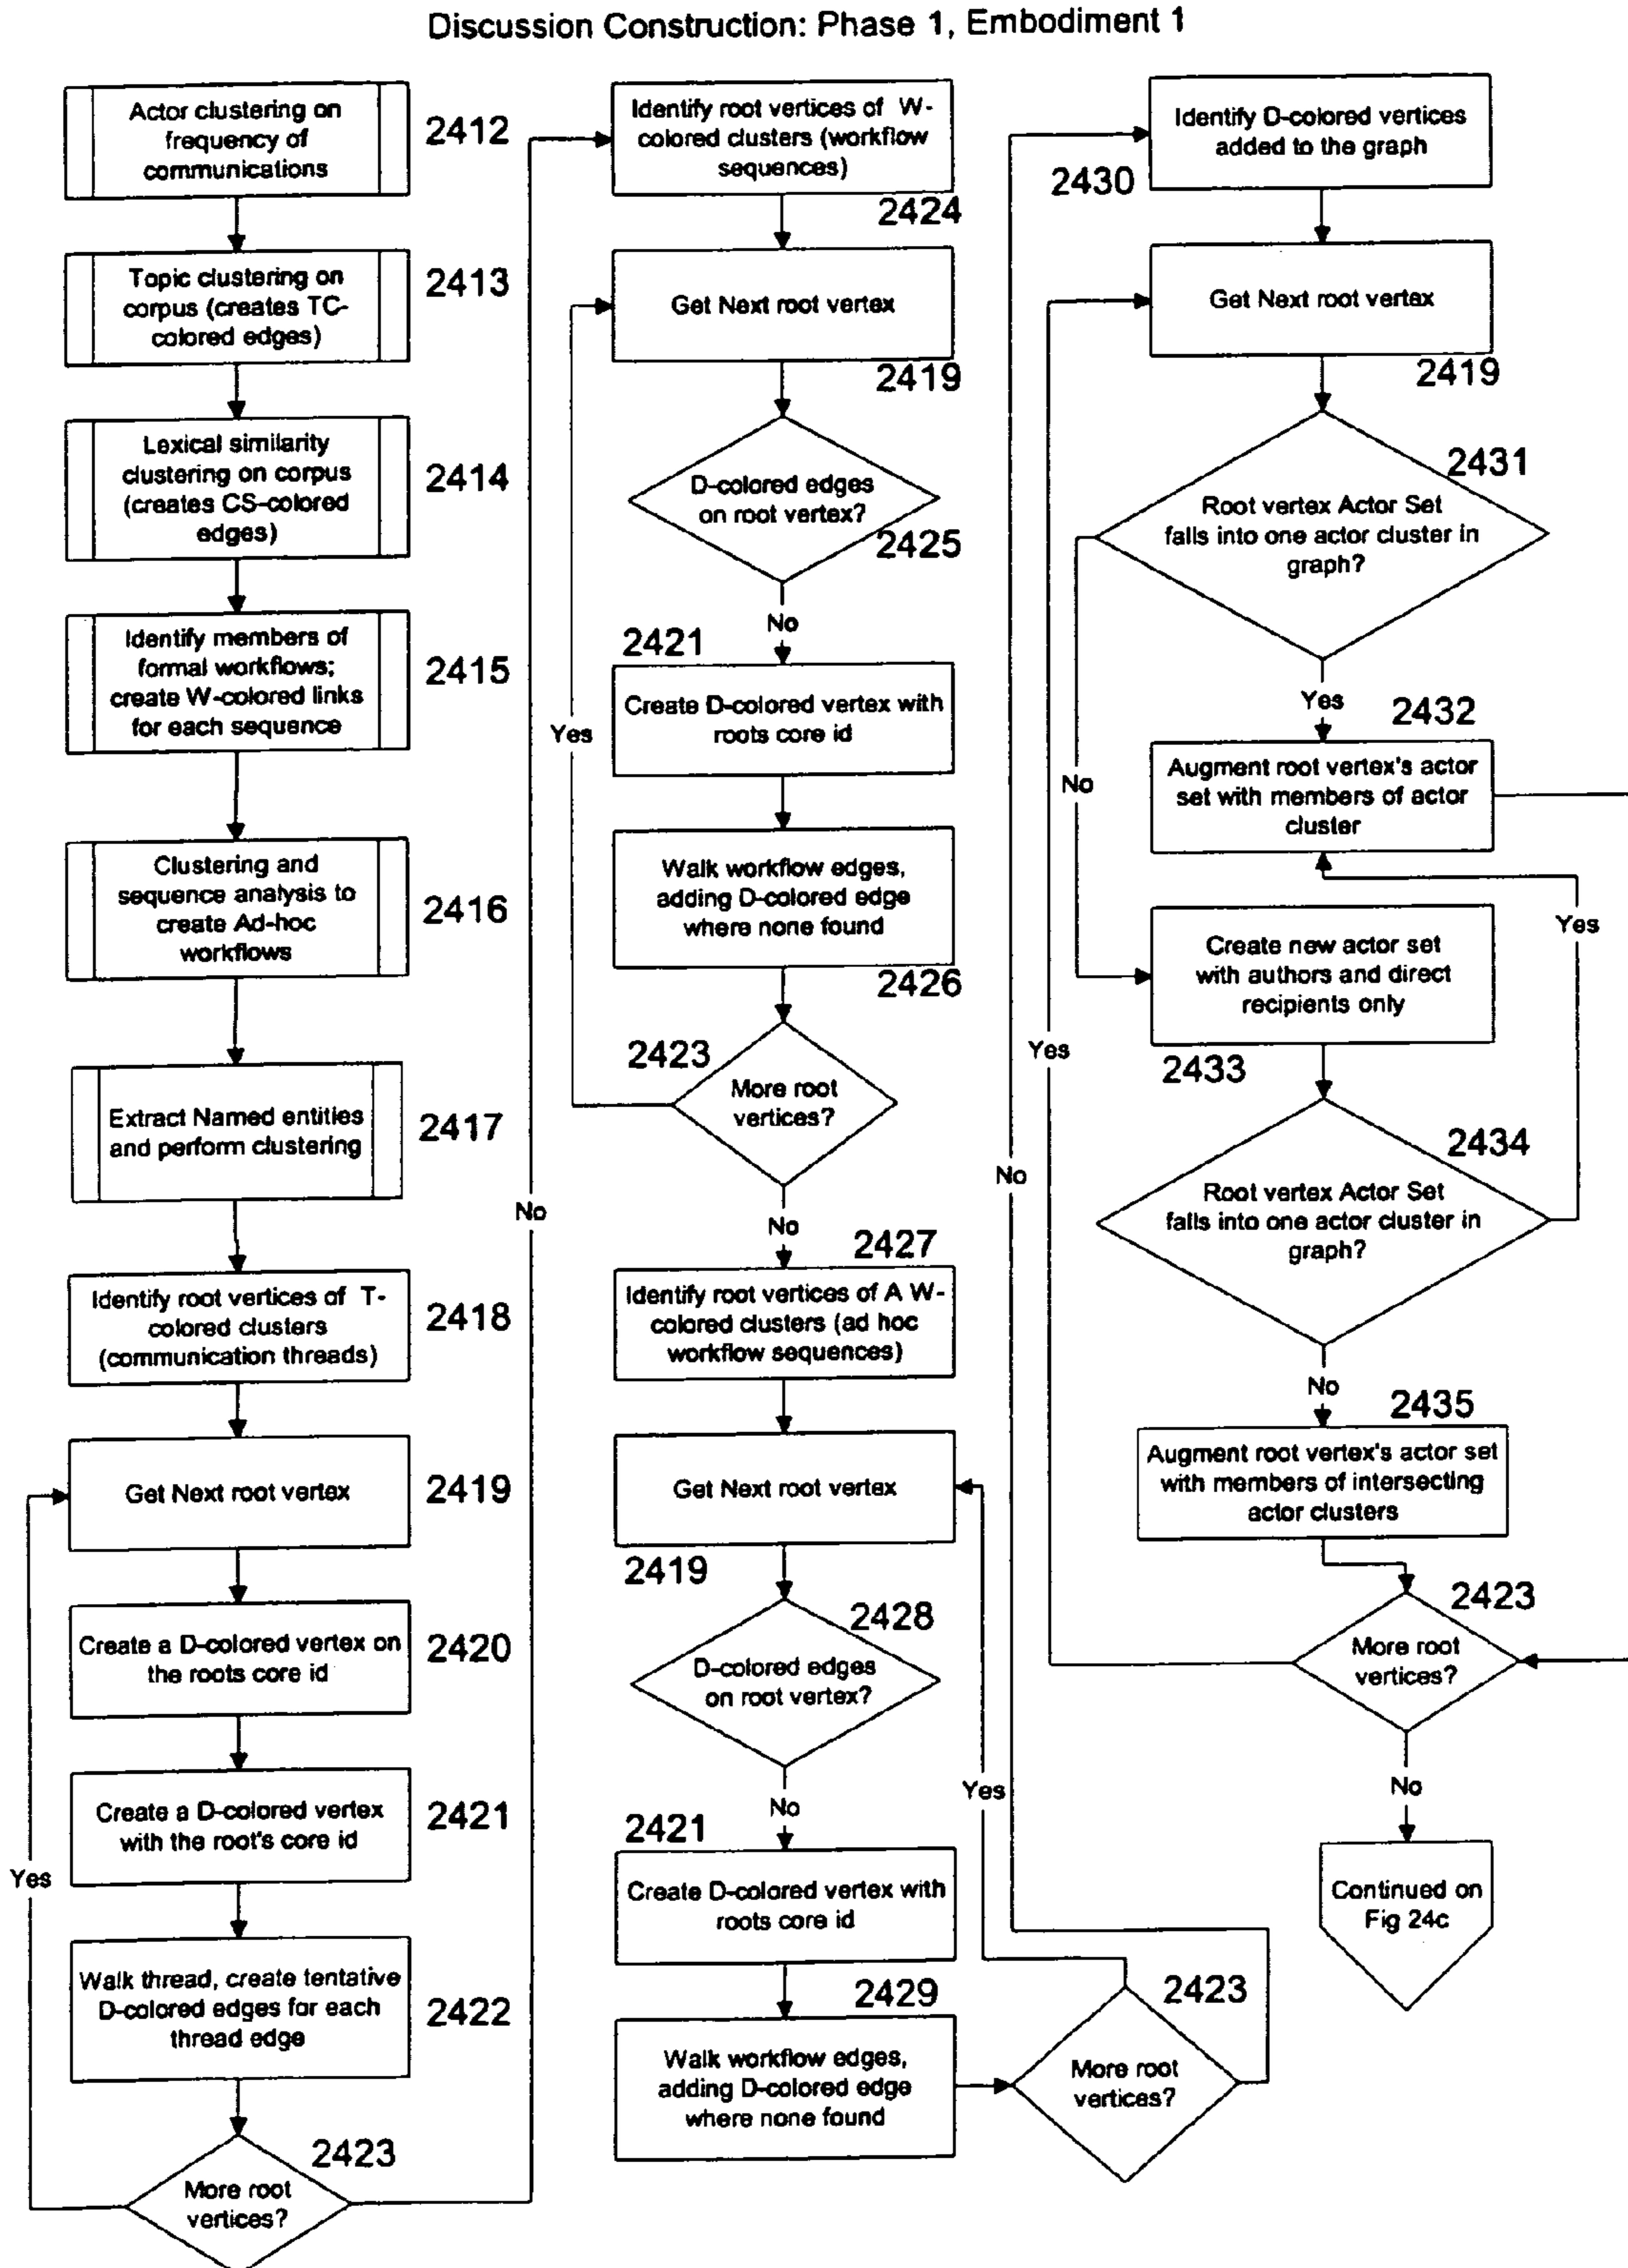 Discussion Construction: Phase 1, Embodiment 1
Actor clustering on
frequency of
communications
2412
Topic clustering on
corpus (creates TC-
colored edges)
2413
Lexical similarity
clustering on corpus
(creates CS-colored
edges)
2414
Identify members of
formal workflows;
create W-colored links
for each sequence
2415
Clustering and
sequence analysis to
create Ad-hoc
workflows
2416
Extract Named entities
and perform clustering
2417
Identify root vertices of T-
colored clusters
(communication threads)
2418
Get Next root vertex
2419
Create a D-colored vertex on
the roots core id
2420
Create a D-colored vertex
with the root's core id
2421
Yes
Walk thread, create tentative
D-colored edges for each
thread edge
2422
2423
More root
vertices?
No
Identify root vertices of W-
colored clusters (workflow
sequences)
2424
Get Next root vertex
2419
D-colored edges
on root vertex?
2425
No
2421
Create D-colored vertex with
roots core id
Yes
Walk workflow edges,
adding D-colored edge
where none found
2426
2423
More root
vertices?
No
2427
Identify root vertices of A W-
colored clusters (ad hoc
workflow sequences)
Get Next root vertex
2419
2428
D-colored edges
on root vertex?
No
2421
Create D-colored vertex with
roots core id
2429
Walk workflow edges,
adding D-colored edge
where none found
Yes
2423
More root
vertices?
No
Identify D-colored vertices
added to the graph
2430
Get Next root vertex
2419
2431
Root vertex Actor Set
falls into one actor cluster in
graph?
Yes
2432
No
Augment root vertex's actor
set with members of actor
cluster
Yes
Create new actor set
with authors and direct
recipients only
2433
Yes
2434
Root vertex Actor Set
falls into one actor cluster in
graph?
No
2435
Augment root vertex's actor set
with members of intersecting
actor clusters
2423
More root
vertices?
No
Continued on
Fig 24c